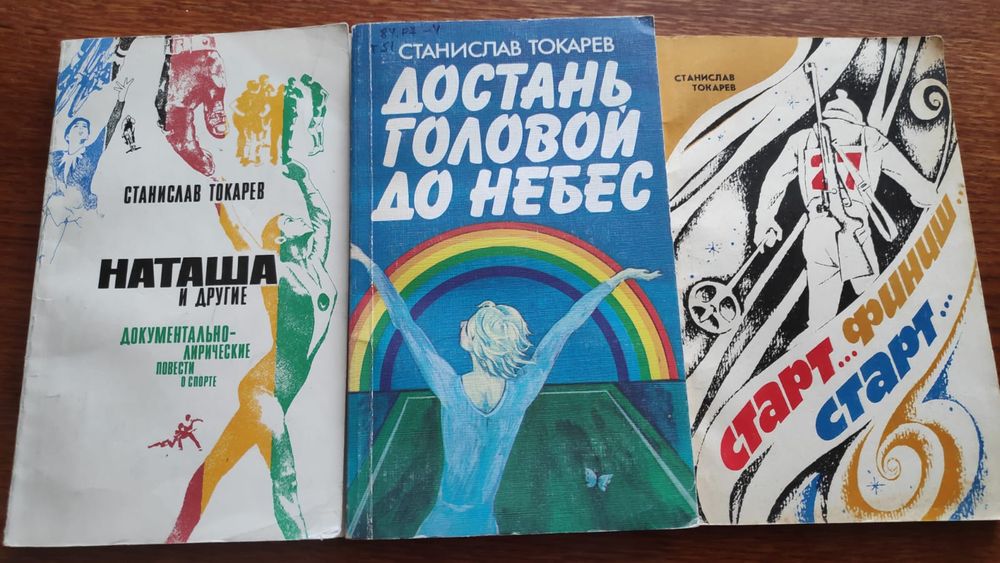 СТАНИСЛАВ ТОКАРЕВ
НАТАША
И ДРУГИЕ
ДОКУМЕНТАЛЬНО-
ЛИРИЧЕСКИЕ
ПОВЕСТИ
О СПОРТЕ
СТАНИСЛАВ ТОКАРЕВ
ДОСТАНЬ
ГОЛОВОЙ
ДО НЕБЕС
СТАНИСЛАВ
ТОКАРЕВ
СТАРТ... ФИНИШ...
СТАРТ...